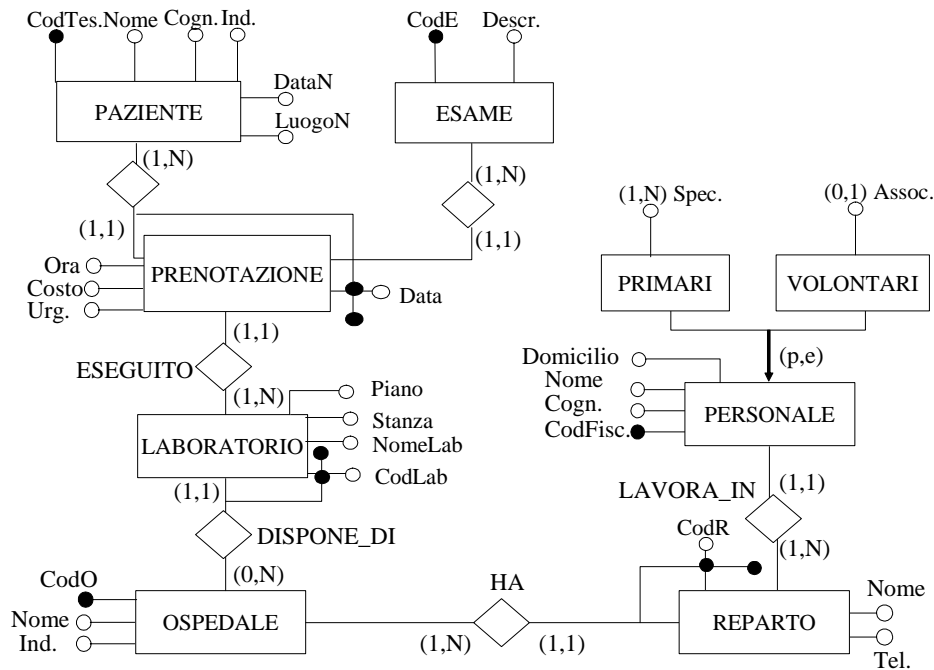 CodTes. Nome Cogn. Ind.
CodE Descr.
DataN
PAZIENTE
ESAME
LuogoN
(1,N)
(1,N)
(1,N) Spec.
(0,1) Assoc.
(1,1)
(1,1)
Ora
PRENOTAZIONE
PRIMARI
VOLONTARI
Costo
Data
Urg.
(1,1)
ESEGUITO
Domicilio
(p,e)
(1,N)
Piano
Nome
Stanza
Cogn.
PERSONALE
LABORATORIO
NomeLab
CodFisc.
CodLab
(1,1)
LAVORA_IN
(1,1)
DISPONE_DI
CodR
(1,N)
CodO
(0,N)
HA
Nome
Nome
OSPEDALE
REPARTO
Ind.
(1,N)
(1,1)
Tel.